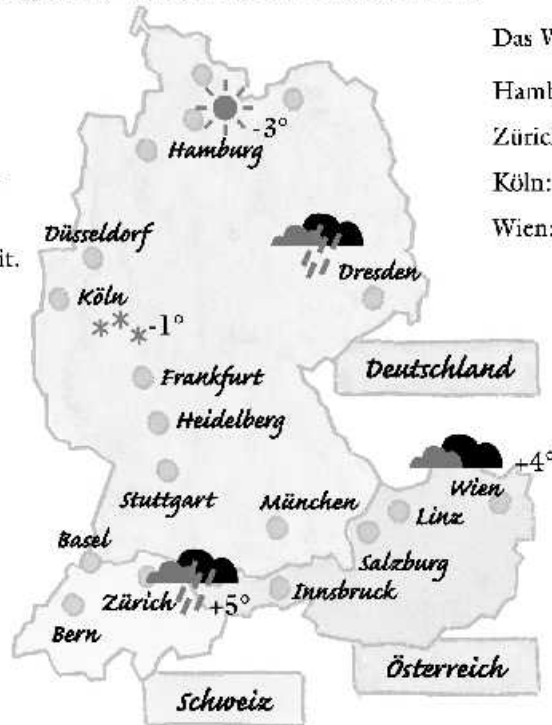 Das W
Hamb
Züricl
Köln:
Wien:
it.
-3°
Hamburg
Düsseldorf
Dresden
Köln
-1°
Frankfurt
Deutschland
Heidelberg
+4°
Wien
Stuttgart
München
Linz
Basel
Salzburg
Zürich
+5°
Innsbruck
Bern
Österreich
Schweiz